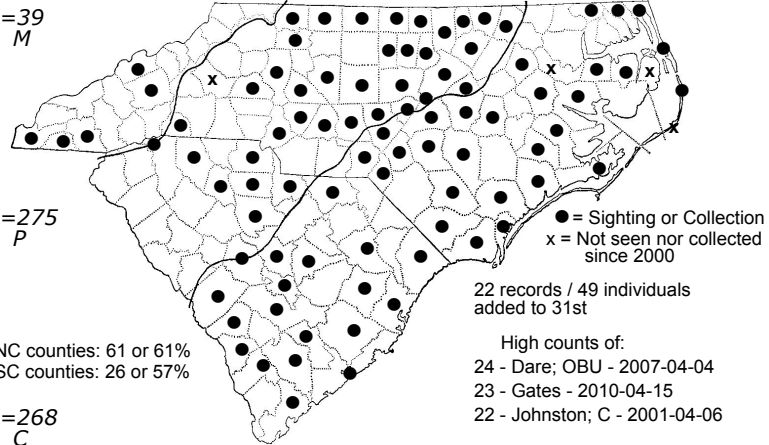 =39
M
=275
P
= Sighting or Collection
x = Not seen nor collected
since 2000
22 records / 49 individuals
added to 31st
NC counties: 61 or 61%
SC counties: 26 or 57%
High counts of:
24 - Dare; OBU - 2007-04-04
23 - Gates - 2010-04-15
22 - Johnston; C - 2001-04-06
=268
C
x
x
x
x